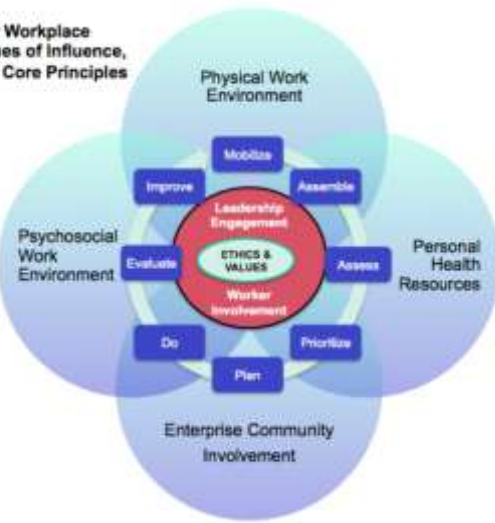 Workplace
ues of Influence,
Core Principles
Physical Work
Environment
Mobilize
Improve
Assemble
Leadership
Engagement
Psychosocial
Work
Environment
Evaluate
ETHICS &
VALUES
Assess
Personal
Health
Resources
Worker
Involvement
Do
Prioritize
Plan
Enterprise Community
Involvement